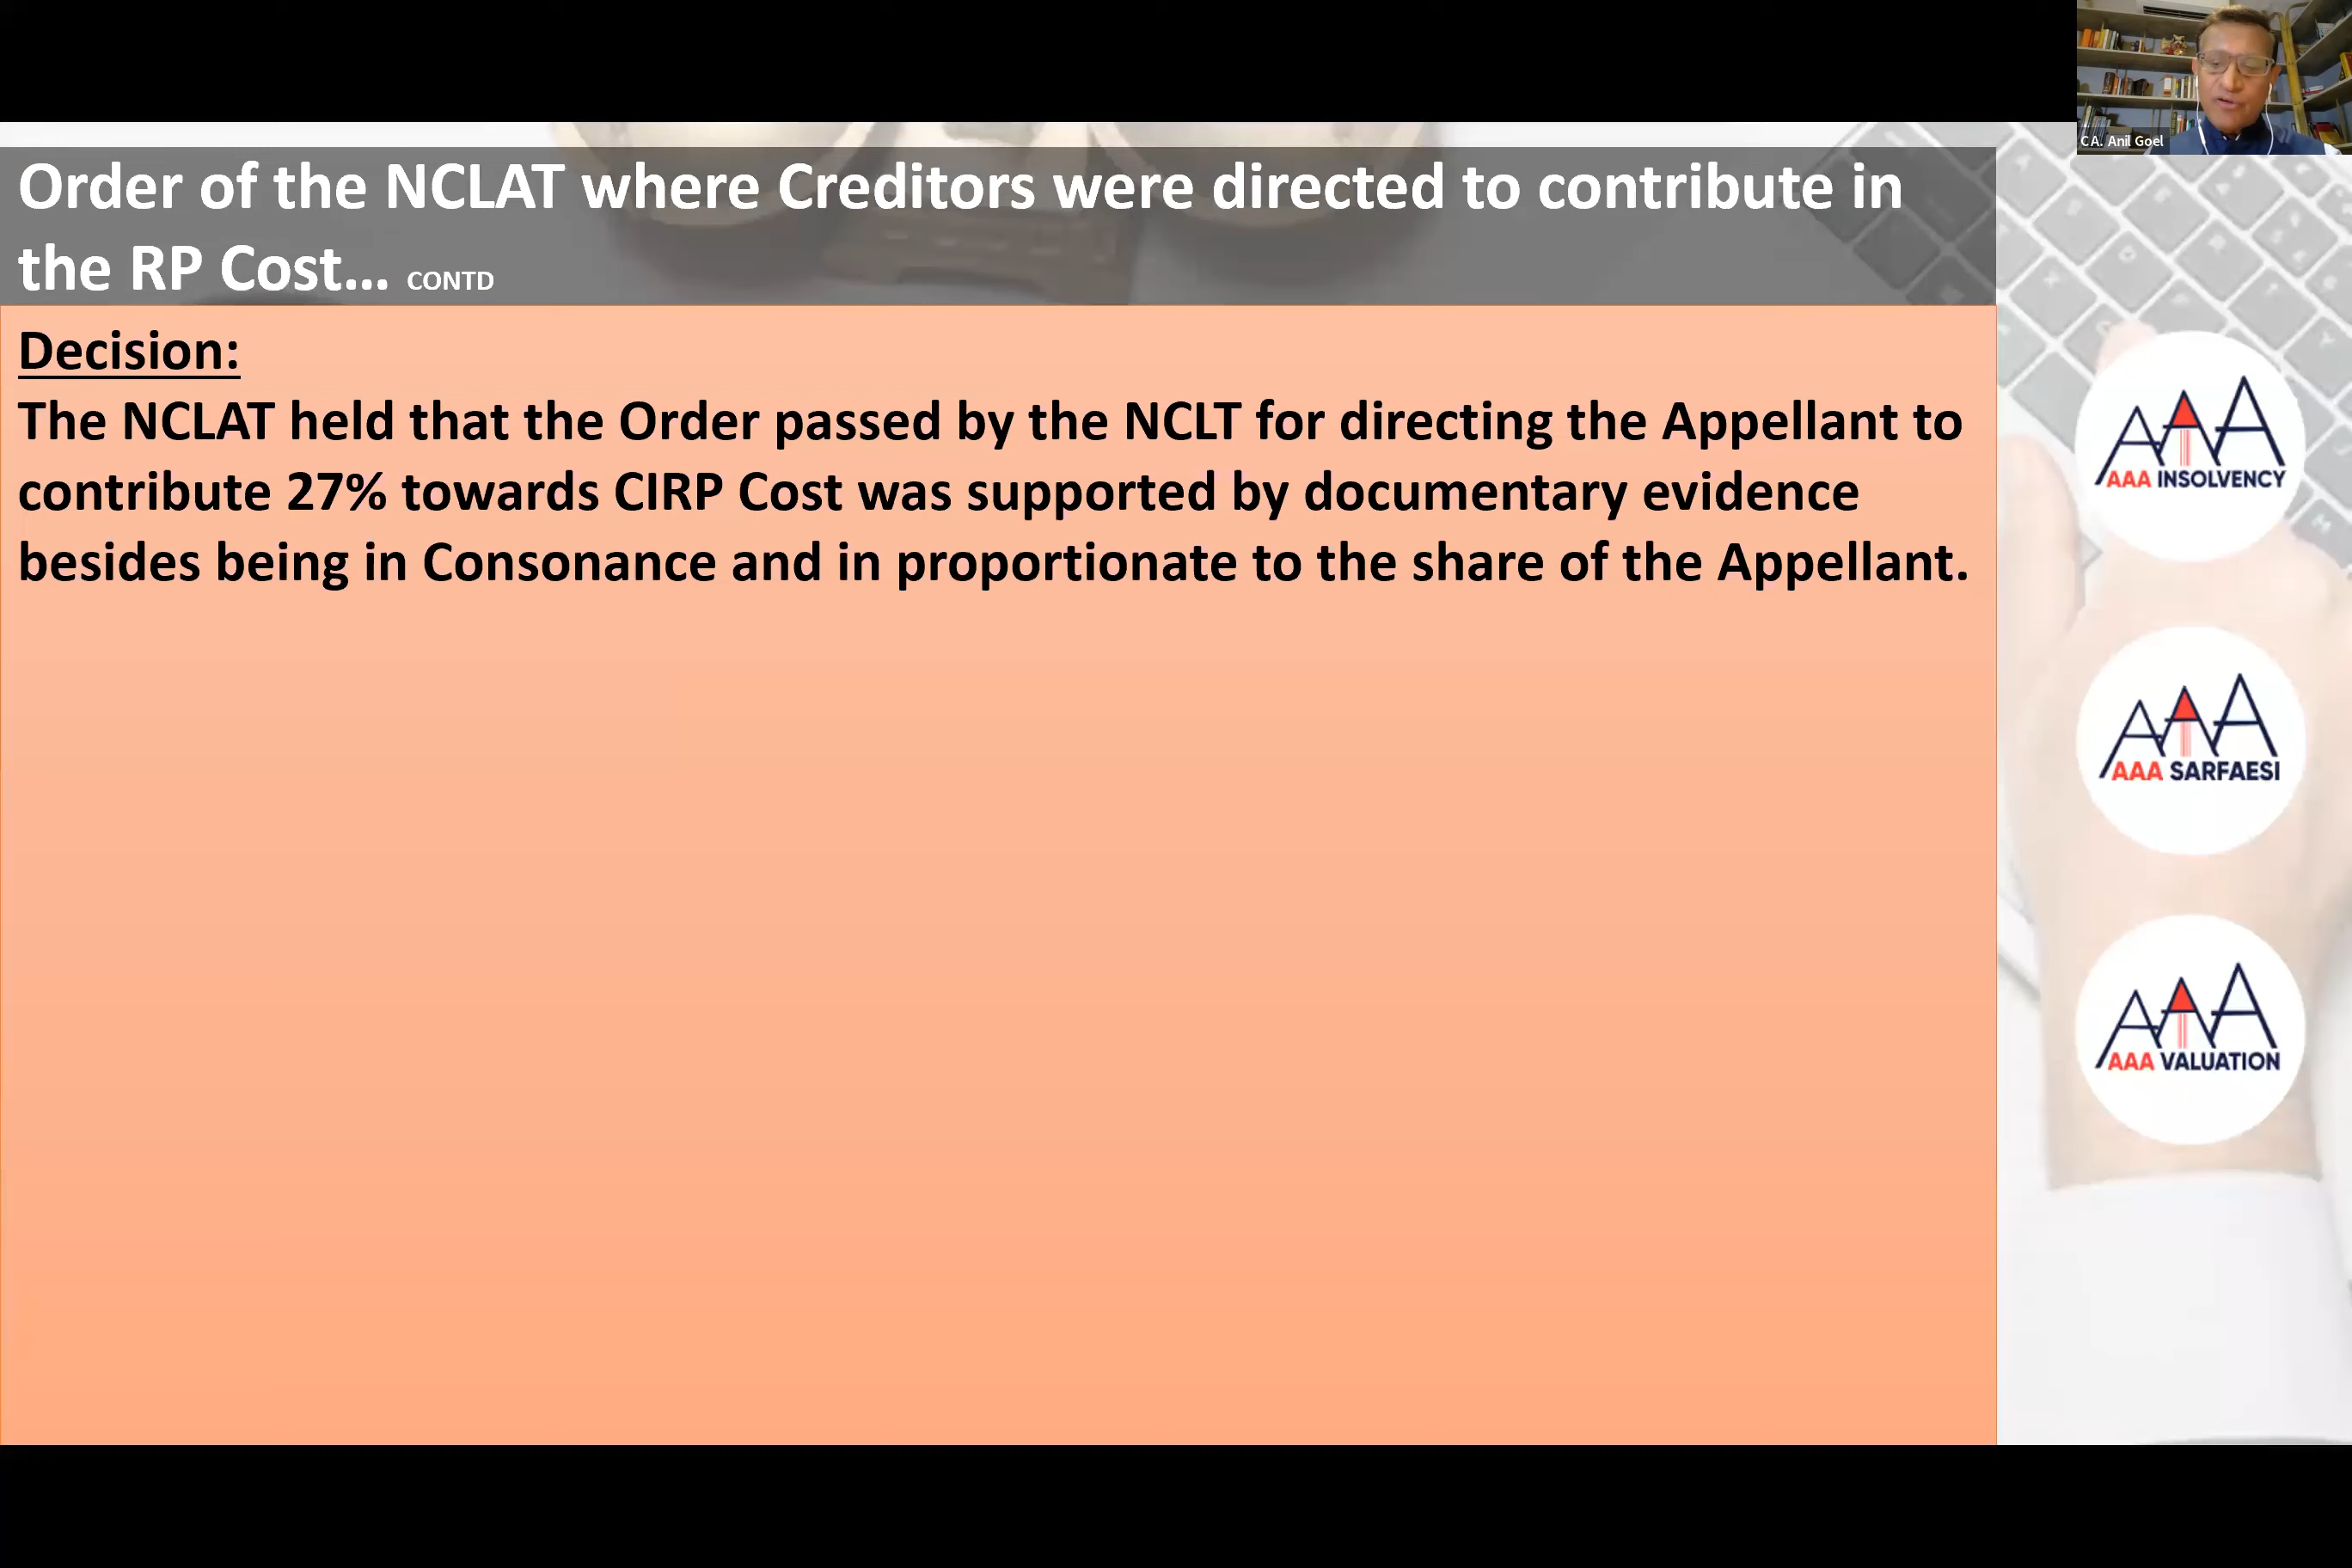 CA. Anil Goel
Order of the NCLAT where Creditors were directed to contribute in
the RP Cost... CONTD
Decision:
The NCLAT held that the Order passed by the NCLT for directing the Appellant to
contribute 27% towards CIRP Cost was supported by documentary evidence
besides being in Consonance and in proportionate to the share of the Appellant.
AAA INSOLVENCY
AAA SARFAESI
AAA VALUATION